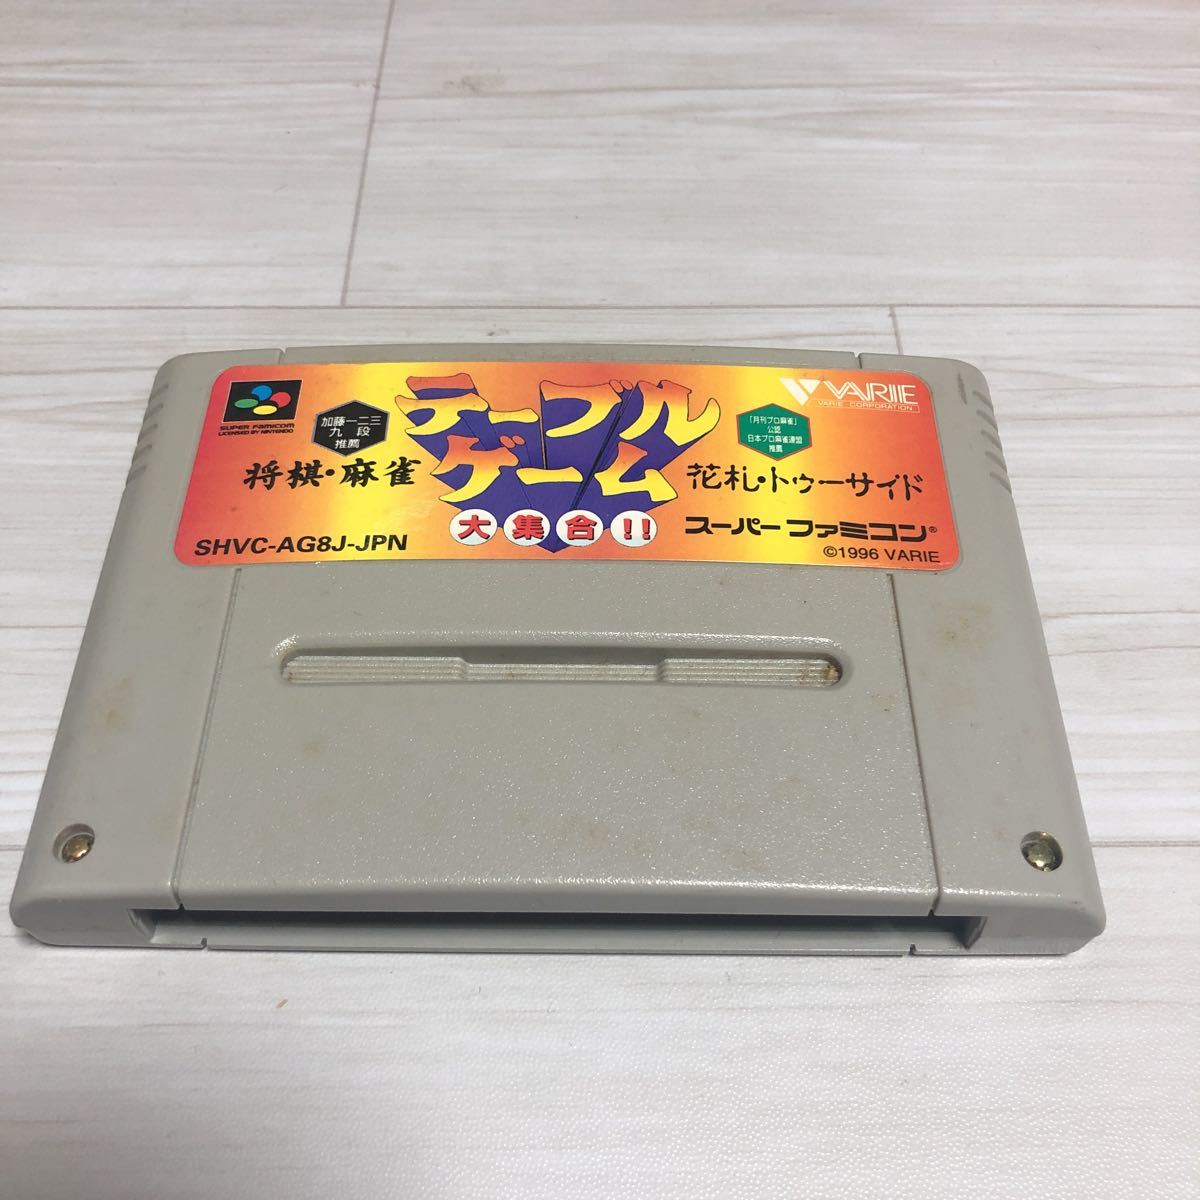 SUPER FAMICOM
LICENSED BY NINTENDO
加藤一二三
九段
推薦
テーブル
ゲーム
大集合!!
VARIE
VARIE CORPORATION
「月刊プロ麻雀」
公認
日本プロ麻雀連盟
推薦
将棋・麻雀
花札・トゥーサイド
SHVC-AG8J-JPN
スーパーファミコン®
©1996 VARIE